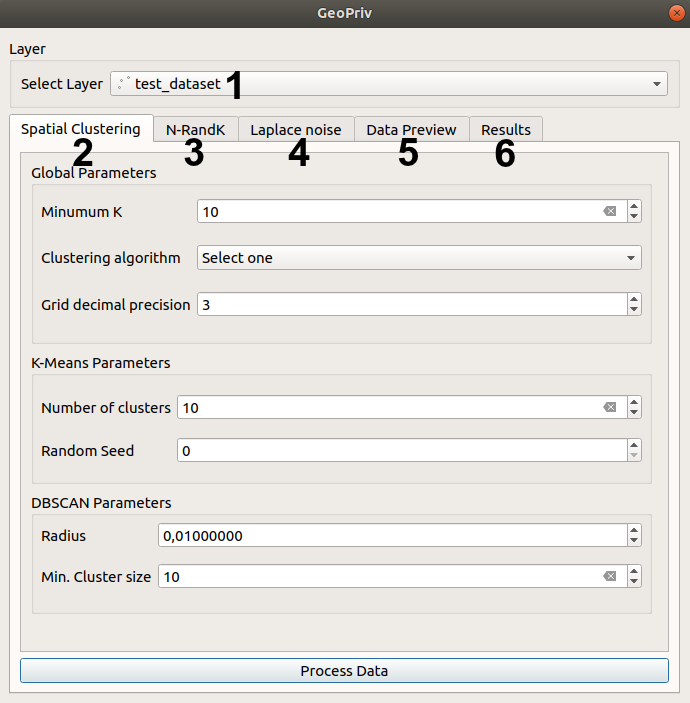 GeoPriv
Layer
Select Layer test_dataset 1
Spatial Clustering N-RandK Laplace noise Data Preview Results
2 3 4 5 6
Global Parameters
Minumum K 10
Clustering algorithm Select one
Grid decimal precision 3
K-Means Parameters
Number of clusters 10
Random Seed 0
DBSCAN Parameters
Radius 0,01000000
Min. Cluster size 10
Process Data